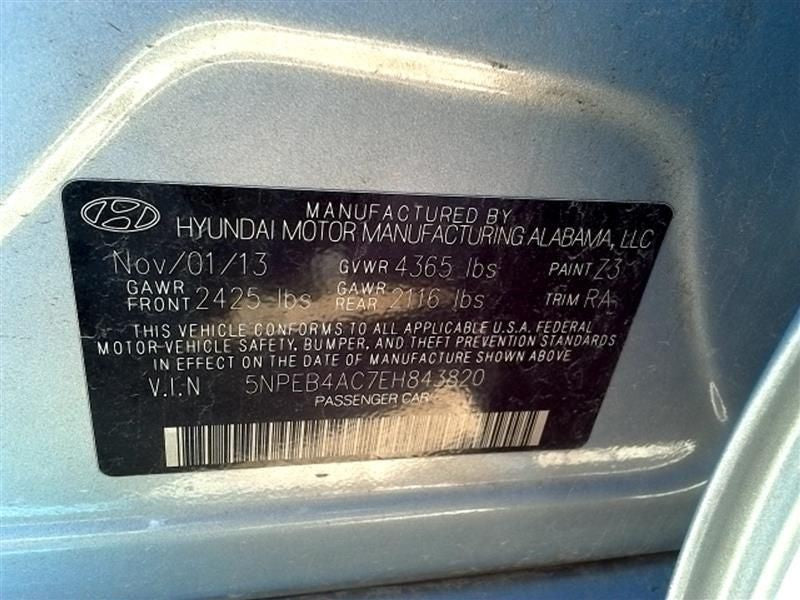 MANUFACTURED BY
HYUNDAI MOTOR MANUFACTURING ALABAMA, LLC
Nov/01/13 GVWR 4365 lbs PAINT Z3
GAWR FRONT 2425 lbs GAWR REAR 2116 lbs TRIM RA
THIS VEHICLE CONFORMS TO ALL APPLICABLE U.S.A. FEDERAL
MOTOR-VEHICLE SAFETY, BUMPER, AND THEFT PREVENTION STANDARDS
IN EFFECT ON THE DATE OF MANUFACTURE SHOWN ABOVE
V.I.N 5NPEB4AC7EH843820
PASSENGER CAR